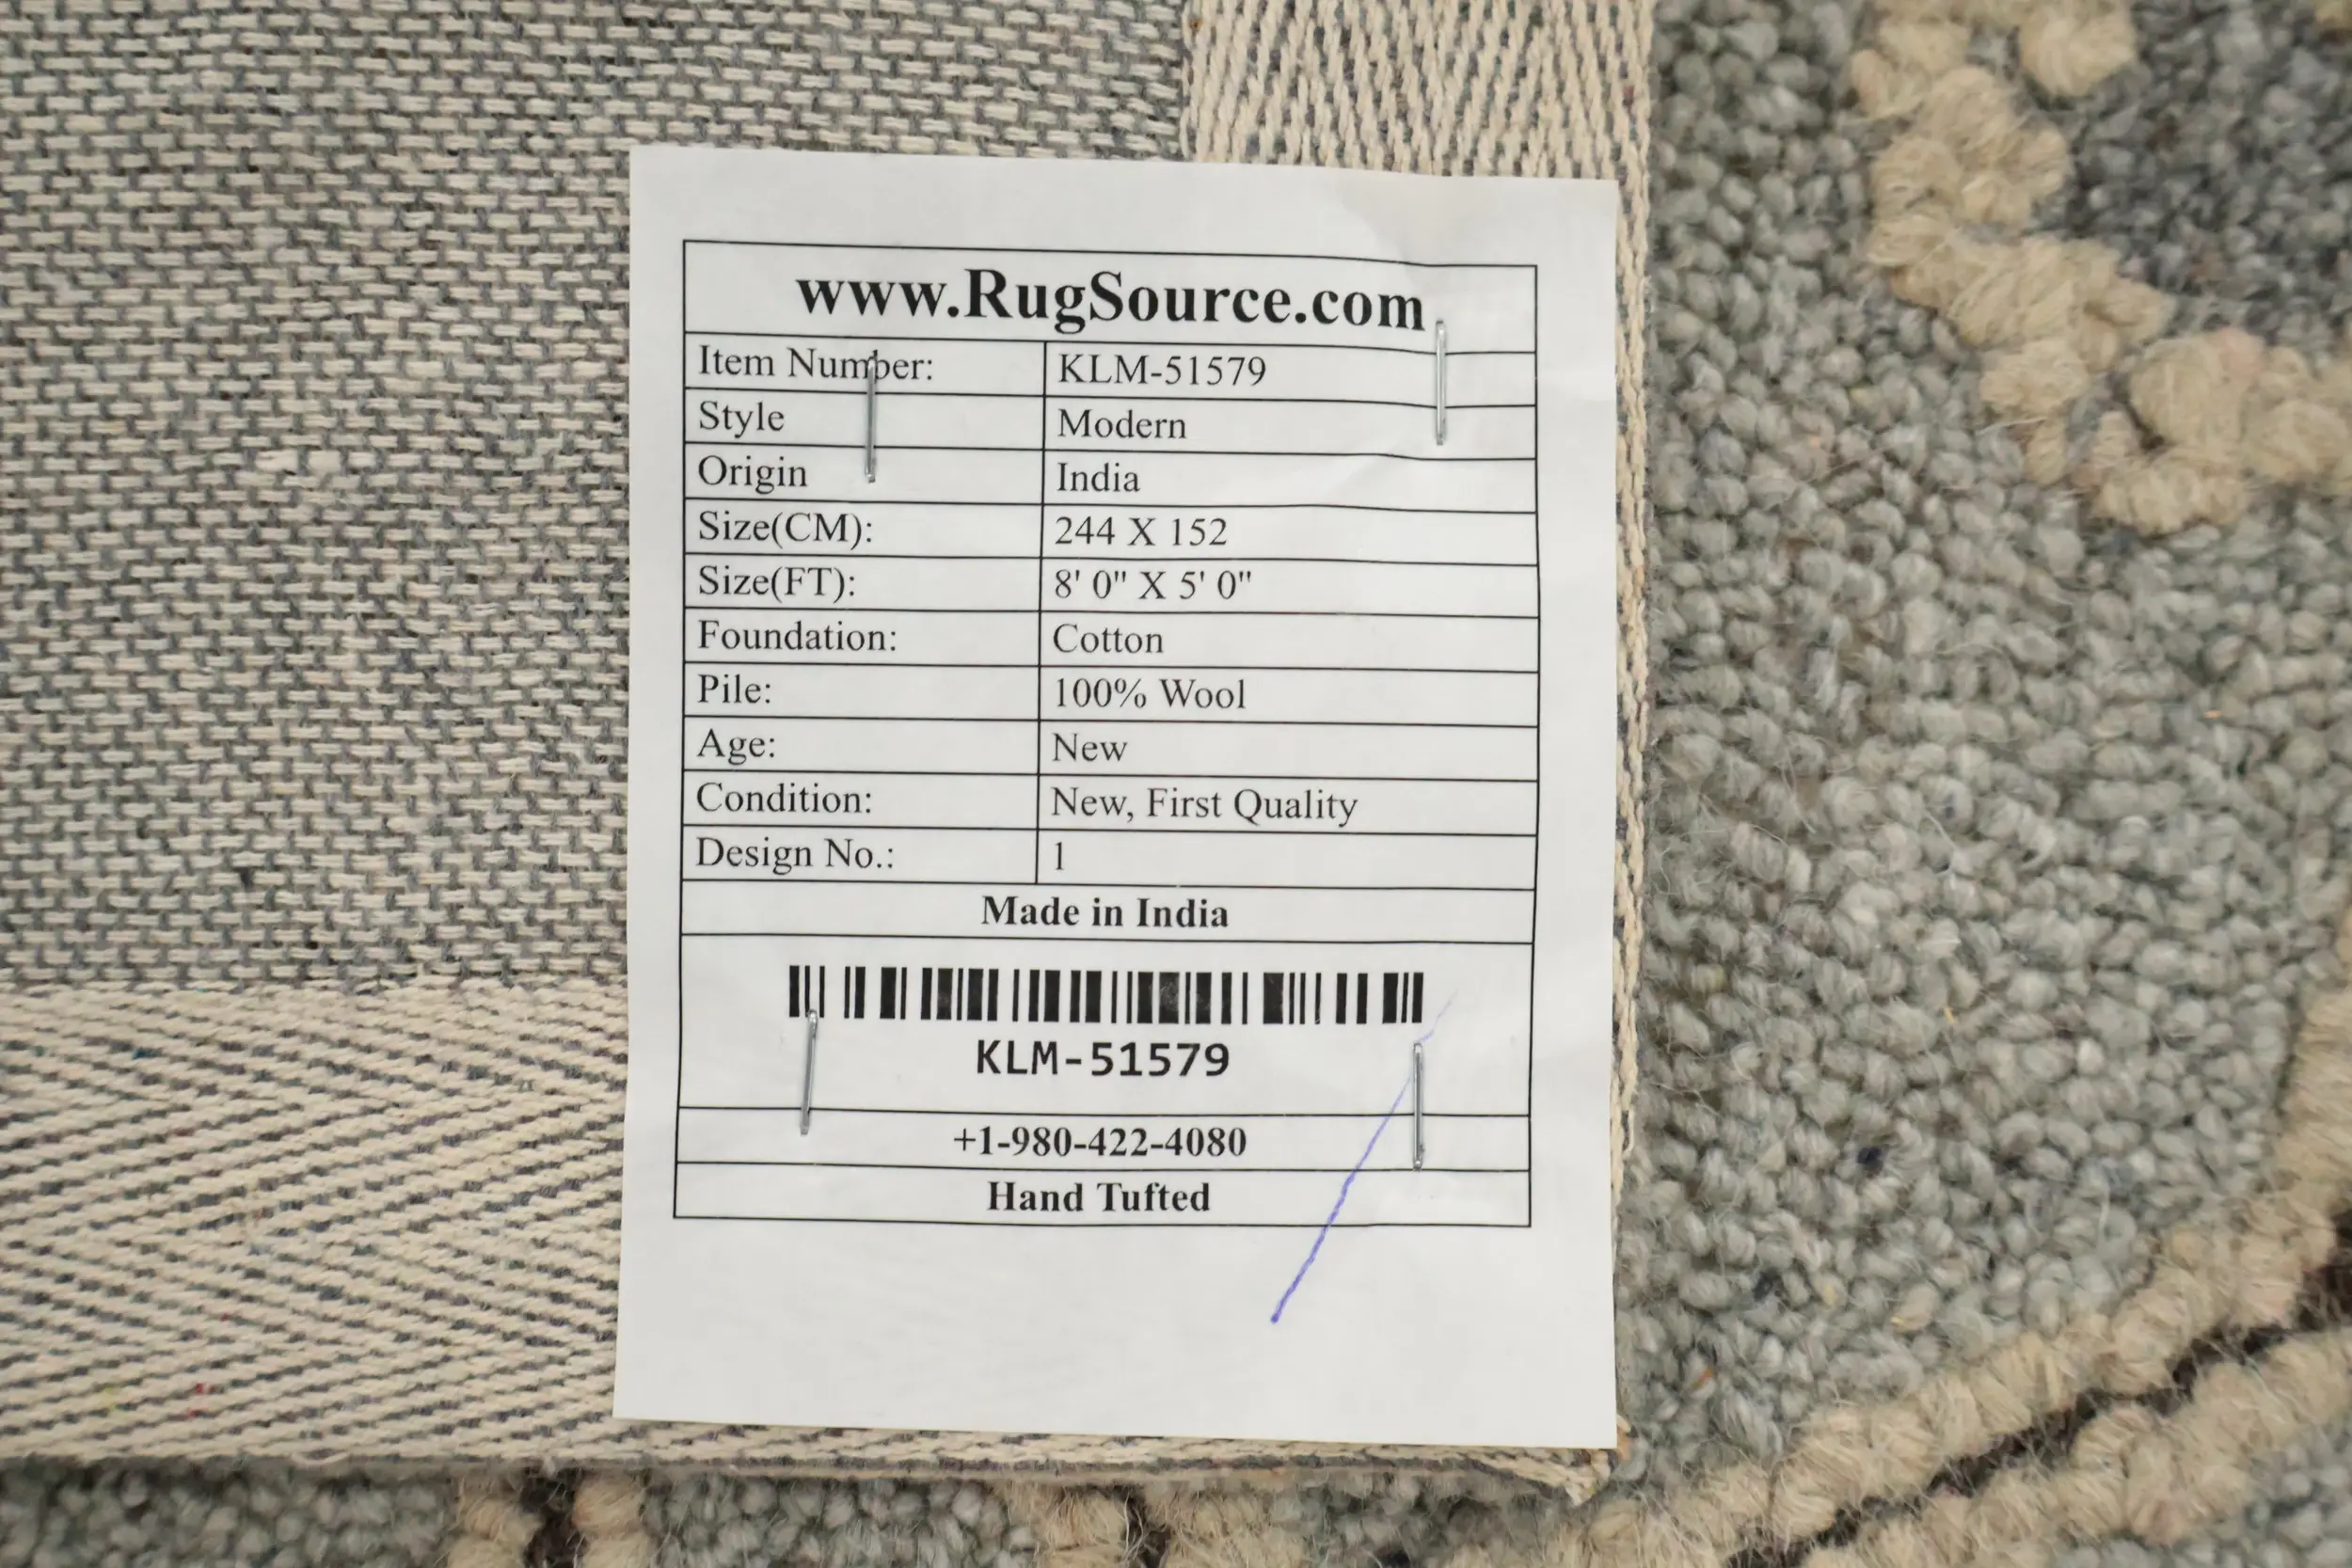 www.RugSource.com
Item Number: KLM-51579
Style Modern
Origin India
Size(CM): 244 X 152
Size(FT): 8' 0" X 5' 0"
Foundation: Cotton
Pile: 100% Wool
Age: New
Condition: New, First Quality
Design No.: 1
Made in India
KLM-51579
+1-980-422-4080
Hand Tufted